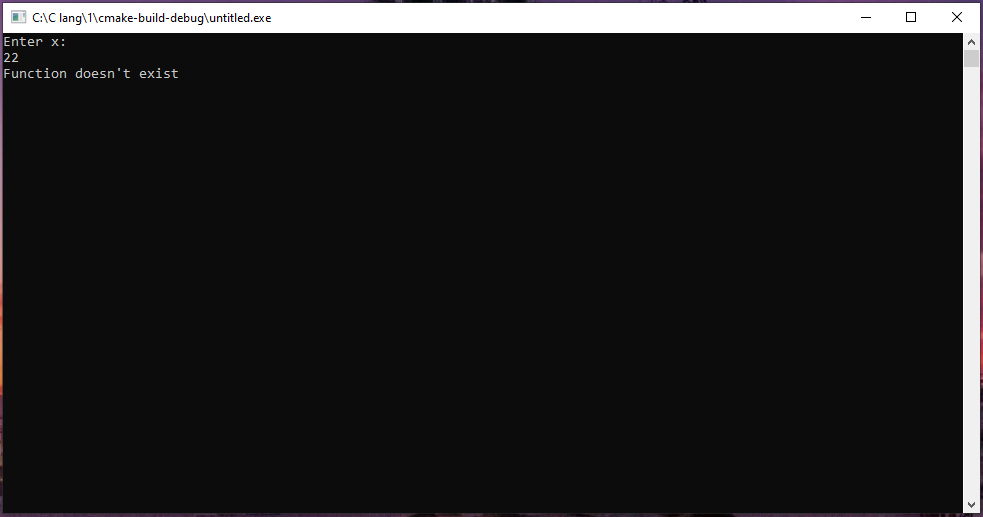 C:\C lang\1\cmake-build-debug\untitled.exe
Enter x:
22
Function doesn't exist